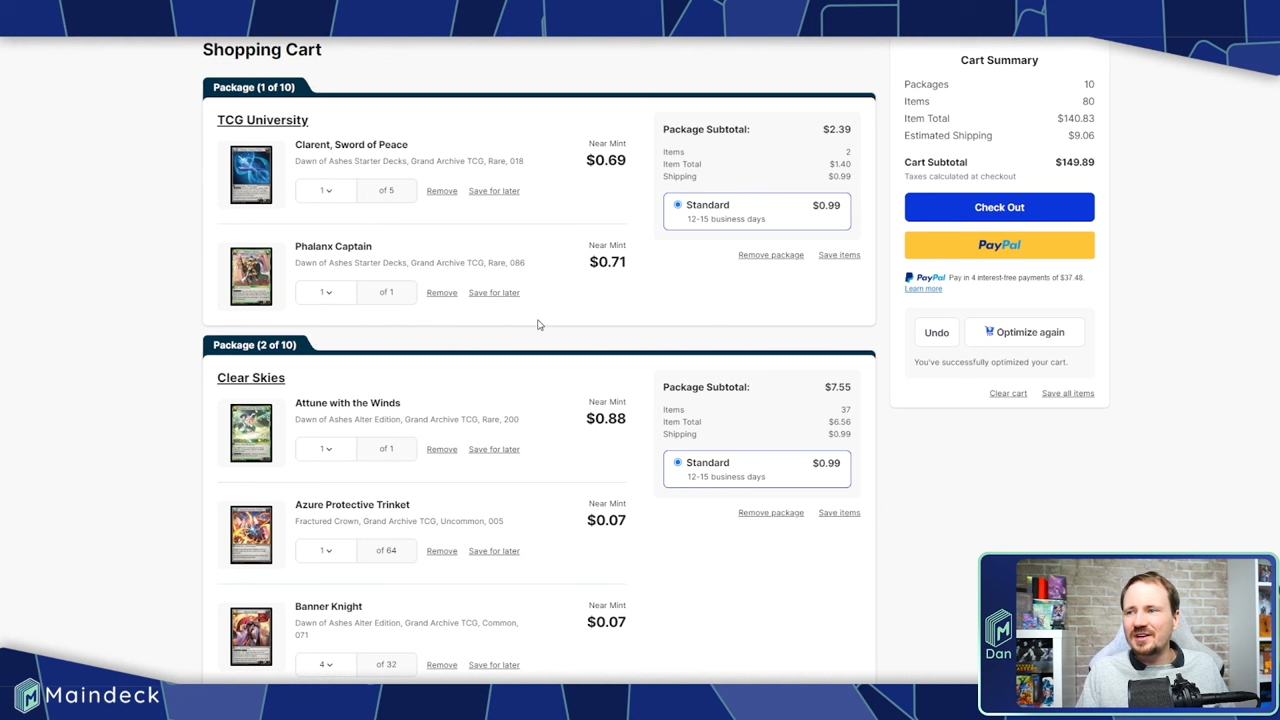 Shopping Cart
Package (1 of 10)
TCG University
Clarent, Sword of Peace
Dawn of Ashes Starter Decks, Grand Archive TCG, Rare, 018
Near Mint
$0.69
1
of 5
Remove
Save for later
Phalanx Captain
Dawn of Ashes Starter Decks, Grand Archive TCG, Rare, 086
Near Mint
$0.71
1
of 1
Remove
Save for later
Package Subtotal: $2.39
Items 2
Item Total $1.40
Shipping $0.99
Standard $0.99
12-15 business days
Remove package
Save items
Package (2 of 10)
Clear Skies
Attune with the Winds
Dawn of Ashes Alter Edition, Grand Archive TCG, Rare, 200
Near Mint
$0.88
1
of 1
Remove
Save for later
Azure Protective Trinket
Fractured Crown, Grand Archive TCG, Uncommon, 005
Near Mint
$0.07
1
of 64
Remove
Save for later
Banner Knight
Dawn of Ashes Alter Edition, Grand Archive TCG, Common,
071
Near Mint
$0.07
4
of 32
Remove
Save for later
Package Subtotal: $7.55
Items 37
Item Total $6.56
Shipping $0.99
Standard $0.99
12-15 business days
Remove package
Save items
Cart Summary
Packages 10
Items 80
Item Total $140.83
Estimated Shipping $9.06
Cart Subtotal $149.89
Taxes calculated at checkout
Check Out
PayPal
PayPal Pay in 4 interest-free payments of $37.48.
Learn more
Undo
Optimize again
You've successfully optimized your cart.
Clear cart
Save all items
Dan
Maindeck